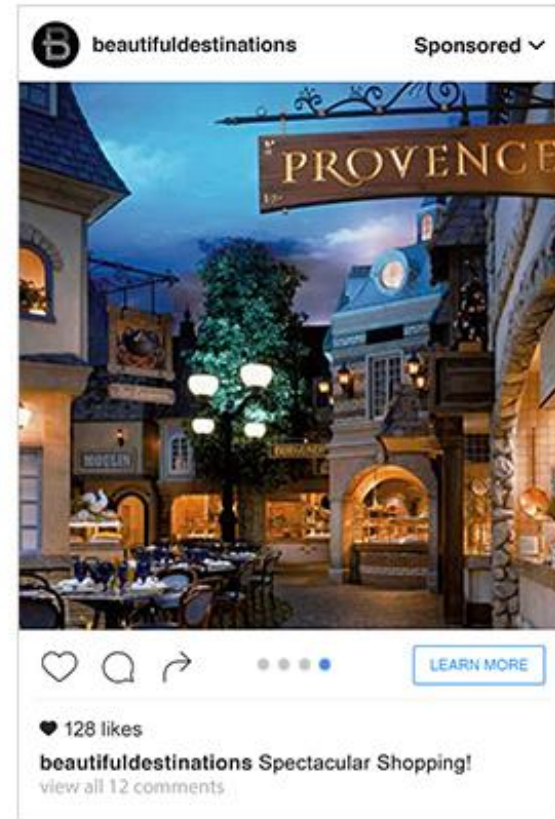 B
beautifuldestinations
Sponsored
PROVENCE
MOULIN
LEARN MORE
128 likes
beautifuldestinations Spectacular Shopping!
view all 12 comments